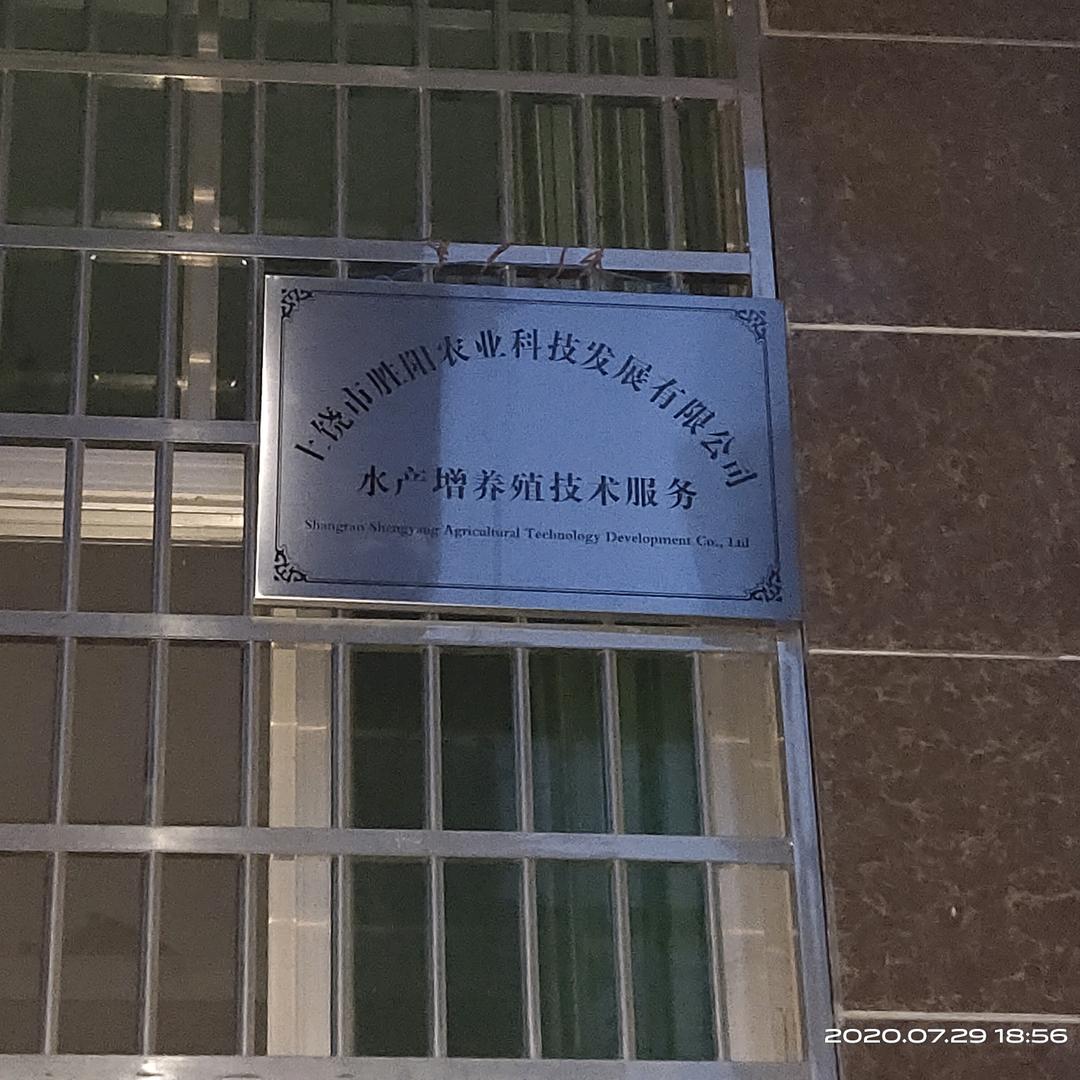 上饶市胜阳农业科技发展有限公司
水产增养殖技术服务
Shangrao Shengyang Agricultural Technology Development Co., Ltd
2020.07.29 18:56